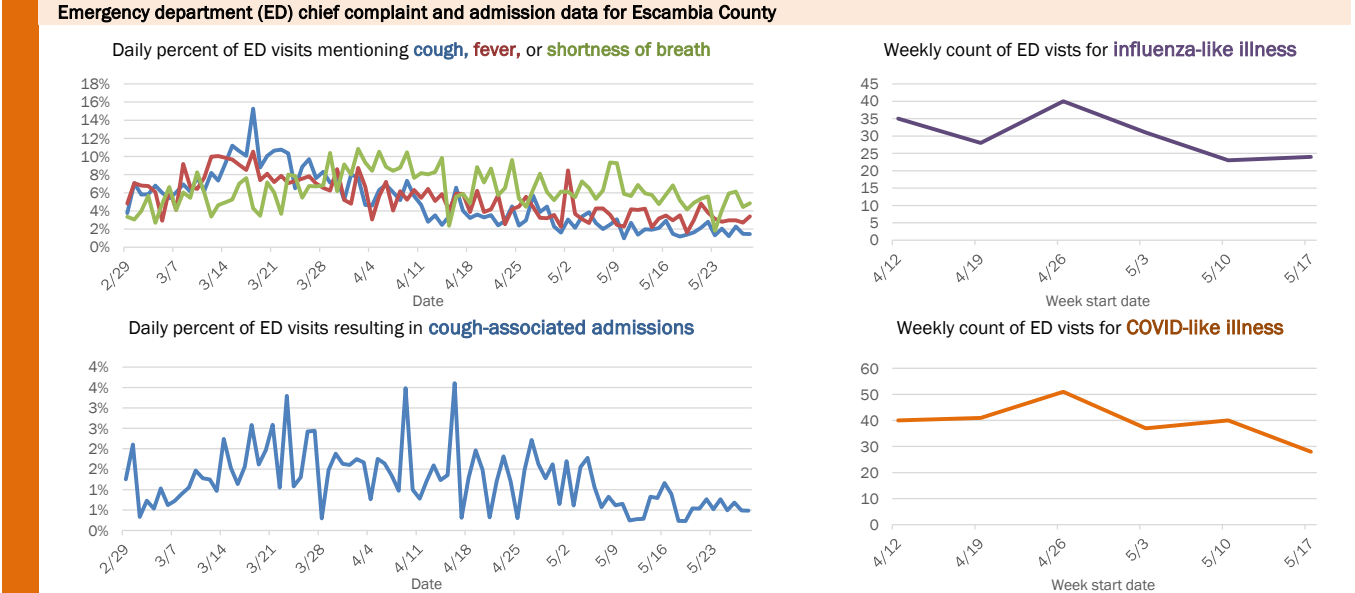 Emergency department (ED) chief complaint and admission data for Escambia County
Daily percent of ED visits mentioning cough, fever, or shortness of breath
18%
16%
14%
12%
10%
8%
6%
4%
2%
0%
2/29 3/7 3/14 3/21 3/28 4/4 4/11 4/18 4/25 5/2 5/9 5/16 5/23
Date
Weekly count of ED vists for influenza-like illness
45
40
35
30
25
20
15
10
5
0
4/12 4/19 4/26 5/3 5/10 5/17
Week start date
Daily percent of ED visits resulting in cough-associated admissions
4%
4%
3%
3%
2%
2%
1%
1%
0%
2/29 3/7 3/14 3/21 3/28 4/4 4/11 4/18 4/25 5/2 5/9 5/16 5/23
Date
Weekly count of ED vists for COVID-like illness
60
50
40
30
20
10
0
4/12 4/19 4/26 5/3 5/10 5/17
Week start date